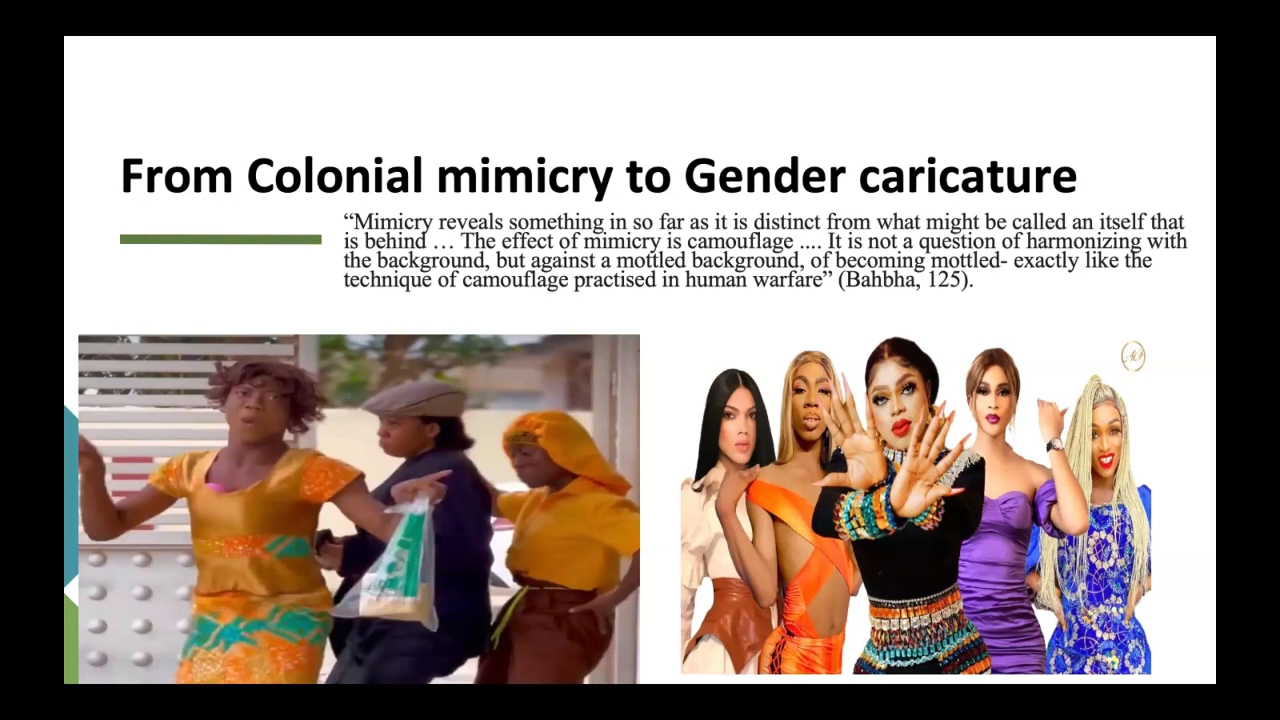 From Colonial mimicry to Gender caricature
“Mimicry reveals something in so far as it is distinct from what might be called an itself that
is behind … The effect of mimicry is camouflage .... It is not a question of harmonizing with
the background, but against a mottled background, of becoming mottled- exactly like the
technique of camouflage practised in human warfare” (Bahbha, 125).